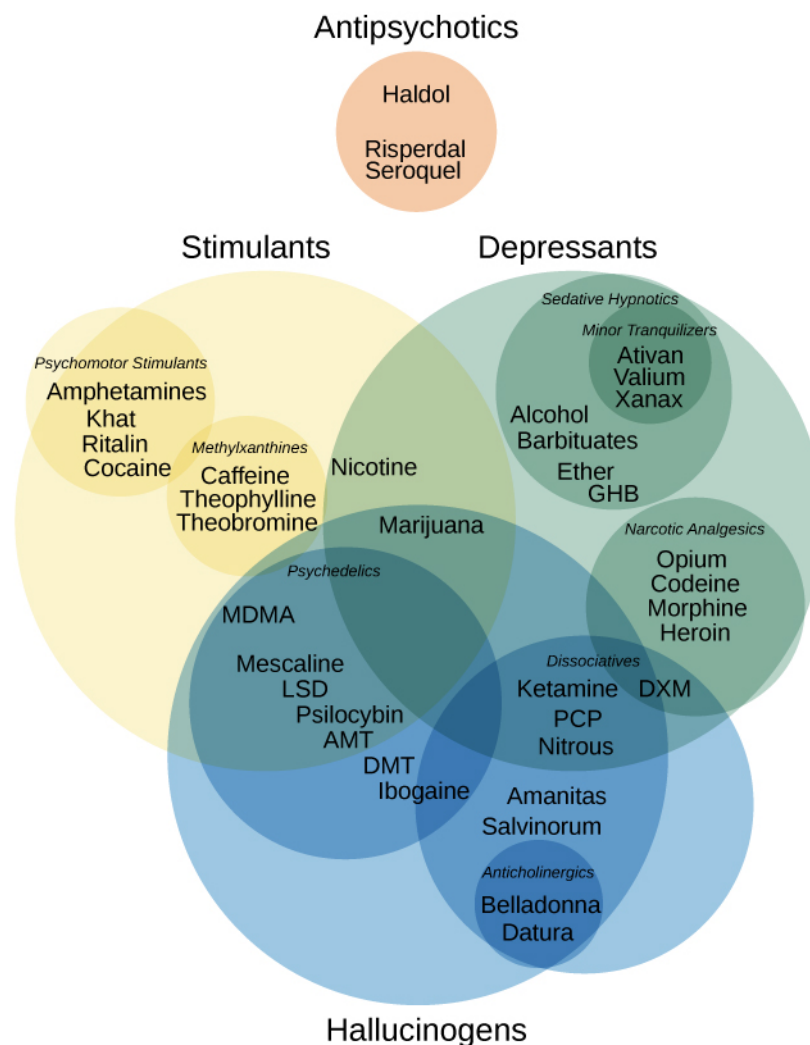 Antipsychotics
Haldol
Risperdal
Seroquel
Stimulants
Depressants
Psychomotor Stimulants
Amphetamines
Khat
Ritalin
Cocaine
Methylxanthines
Caffeine
Theophylline
Theobromine
Nicotine
Marijuana
Sedative Hypnotics
Minor Tranquilizers
Ativan
Valium
Xanax
Alcohol
Barbituates
Ether
GHB
Narcotic Analgesics
Opium
Codeine
Morphine
Heroin
Psychedelics
MDMA
Mescaline
LSD
Psilocybin
AMT
DMT
Ibogaine
Dissociatives
Ketamine
DXM
PCP
Nitrous
Amanitas
Salvinorum
Anticholinergics
Belladonna
Datura
Hallucinogens